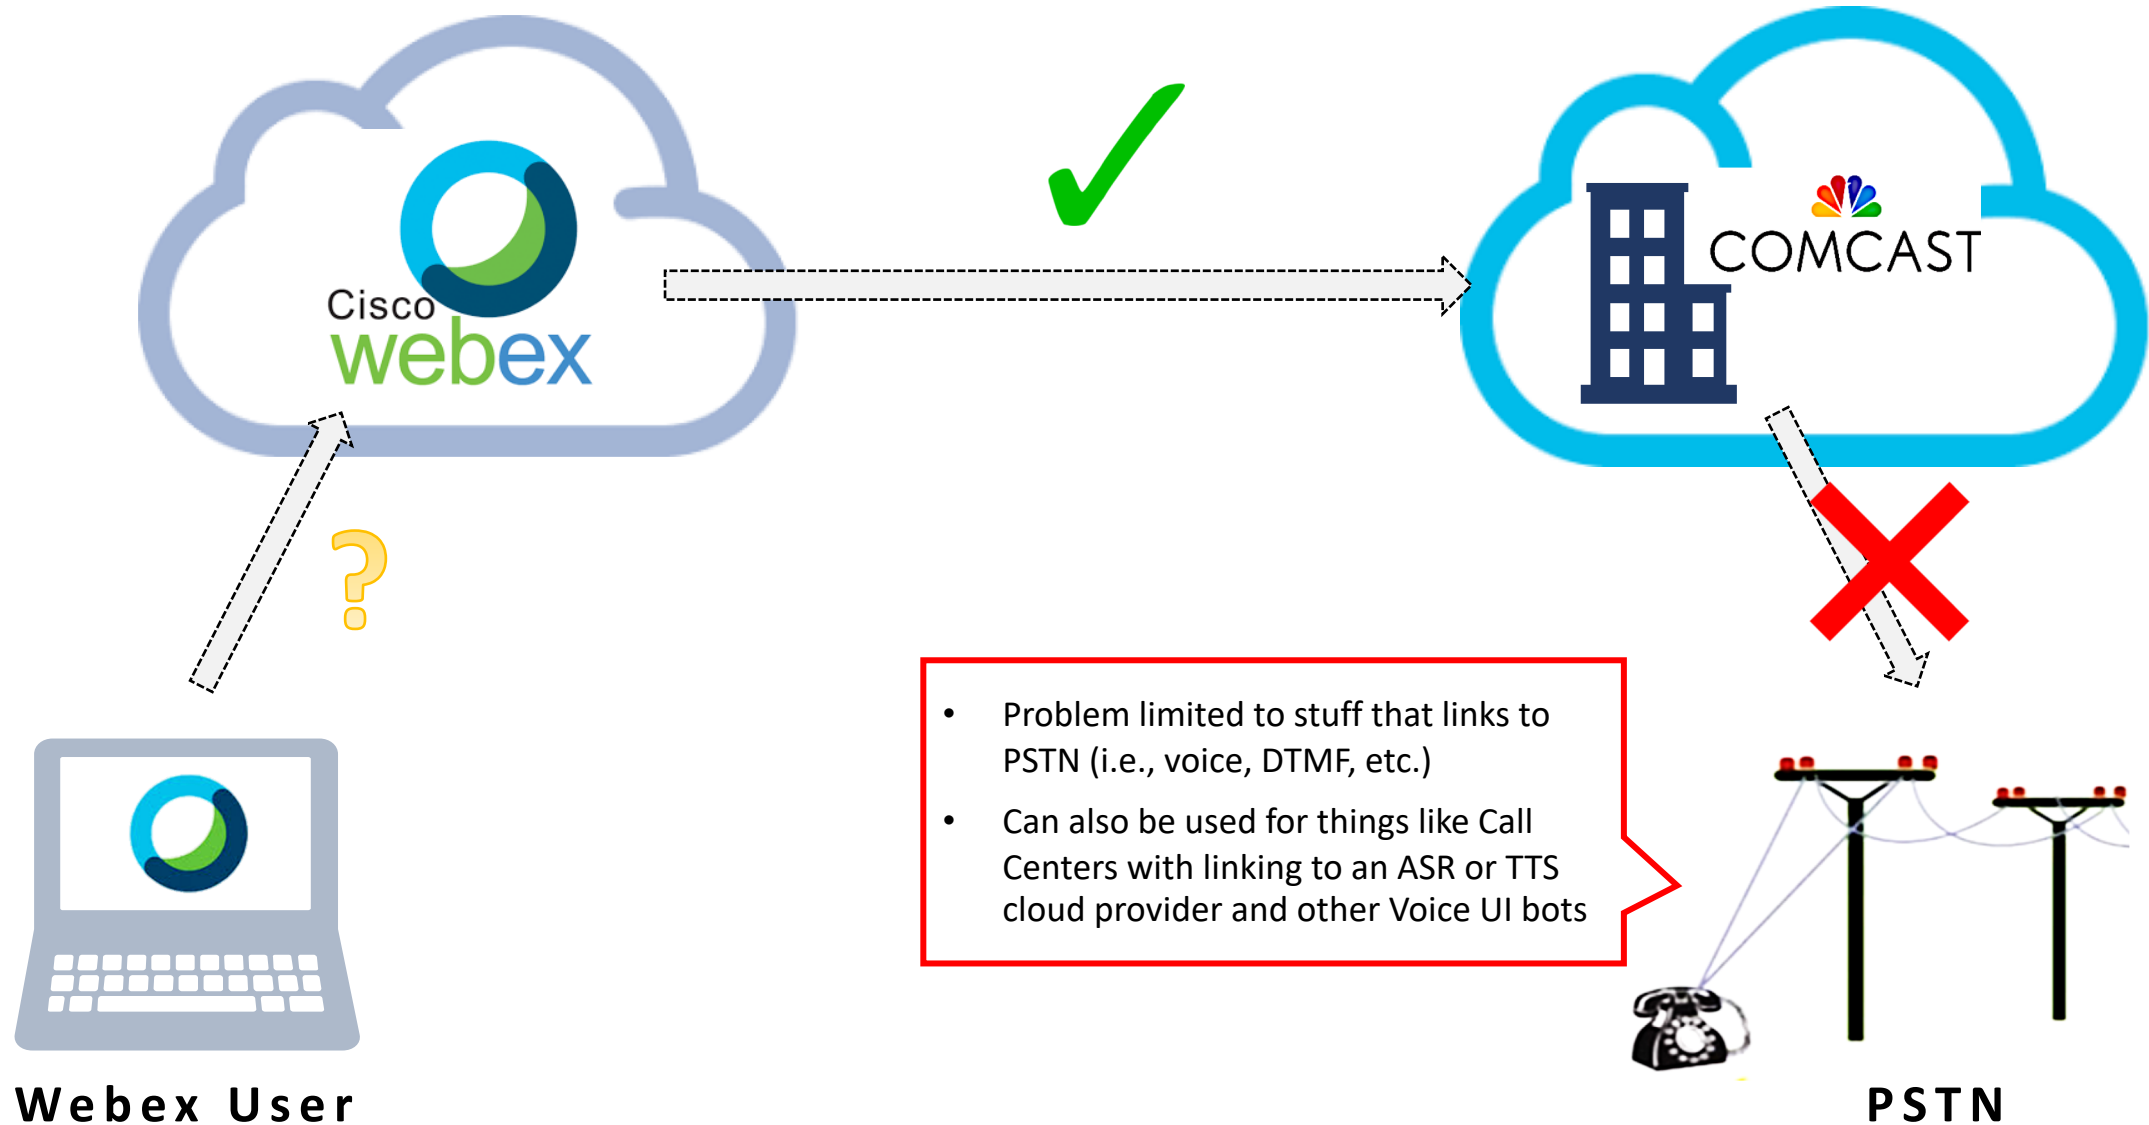 Cisco
webex
COMCAST
?
• Problem limited to stuff that links to
PSTN (i.e., voice, DTMF, etc.)
• Can also be used for things like Call
Centers with linking to an ASR or TTS
cloud provider and other Voice UI bots
Webex User
PSTN